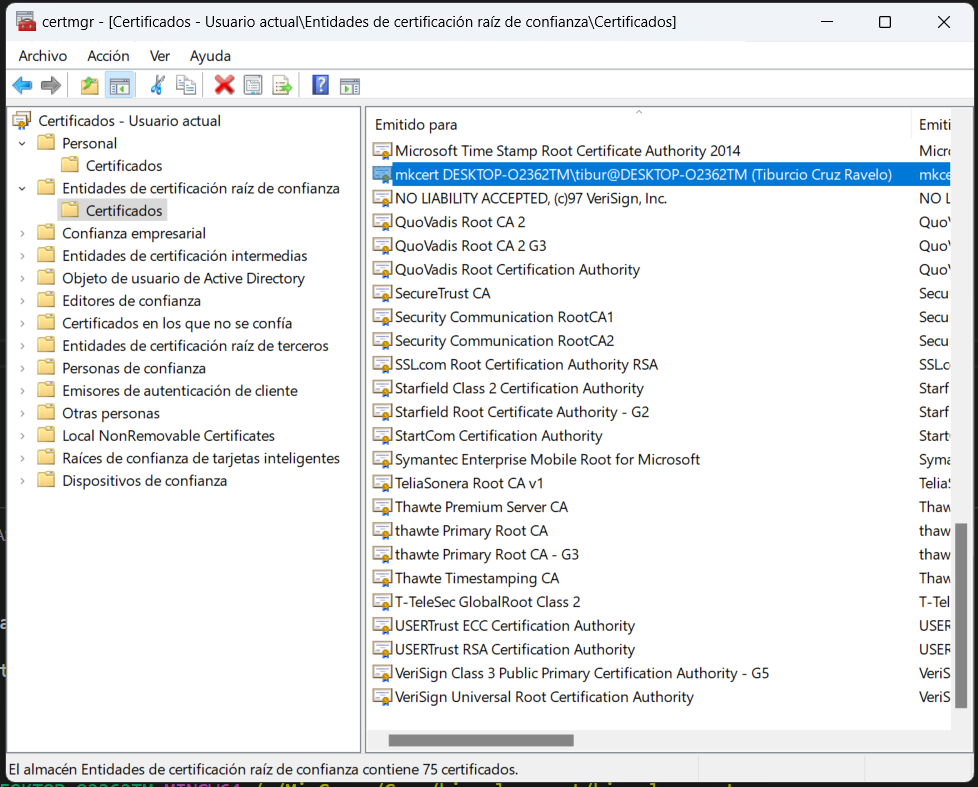 certmgr - [Certificados - Usuario actual\Entidades de certificación raíz de confianza\Certificados]
Archivo Acción Ver Ayuda
Certificados - Usuario actual
Personal
Certificados
Entidades de certificación raíz de confianza
Certificados
Confianza empresarial
Entidades de certificación intermedias
Objeto de usuario de Active Directory
Editores de confianza
Certificados en los que no se confía
Entidades de certificación raíz de terceros
Personas de confianza
Emisores de autenticación de cliente
Otras personas
Local NonRemovable Certificates
Raíces de confianza de tarjetas inteligentes
Dispositivos de confianza
Emitido para Emiti
Microsoft Time Stamp Root Certificate Authority 2014 Micro
mkcert DESKTOP-O2362TM\tibur@DESKTOP-O2362TM (Tiburcio Cruz Ravelo) mkce
NO LIABILITY ACCEPTED, (c)97 VeriSign, Inc. NO L
QuoVadis Root CA 2 QuoV
QuoVadis Root CA 2 G3 QuoV
QuoVadis Root Certification Authority QuoV
SecureTrust CA Secu
Security Communication RootCA1 Secu
Security Communication RootCA2 Secu
SSL.com Root Certification Authority RSA SSL.c
Starfield Class 2 Certification Authority Starf
Starfield Root Certificate Authority - G2 Starf
StartCom Certification Authority Start
Symantec Enterprise Mobile Root for Microsoft Syma
TeliaSonera Root CA v1 Telia
Thawte Premium Server CA Thaw
thawte Primary Root CA thaw
thawte Primary Root CA - G3 thaw
Thawte Timestamping CA Thaw
T-TeleSec GlobalRoot Class 2 T-Tel
USERTrust ECC Certification Authority USER
USERTrust RSA Certification Authority USER
VeriSign Class 3 Public Primary Certification Authority - G5 VeriS
VeriSign Universal Root Certification Authority VeriS
El almacén Entidades de certificación raíz de confianza contiene 75 certificados.